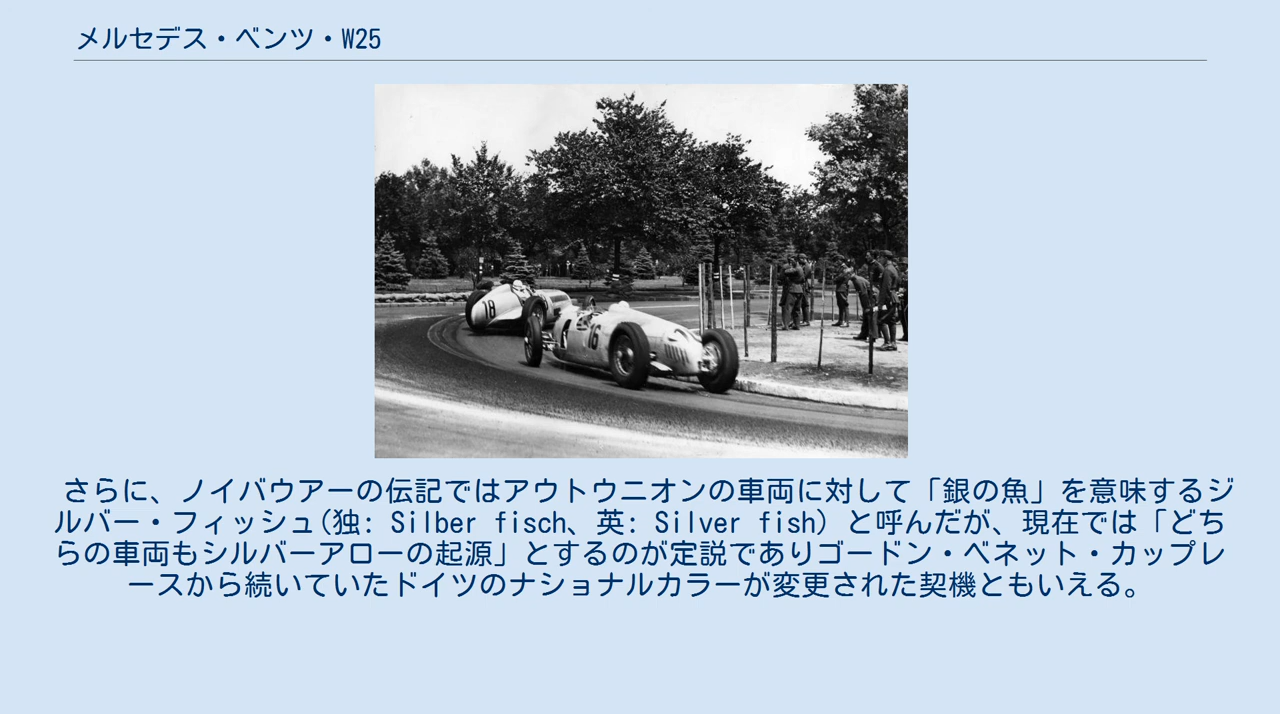 メルセデス・ベンツ・W25
18
16
さらに、ノイバウアーの伝記ではアウトウニオンの車両に対して「銀の魚」を意味するジ
ルバー・フィッシュ(独: Silber fisch、英: Silver fish) と呼んだが、現在では「どち
らの車両もシルバーアローの起源」とするのが定説でありゴードン・ベネット・カップレ
ースから続いていたドイツのナショナルカラーが変更された契機ともいえる。